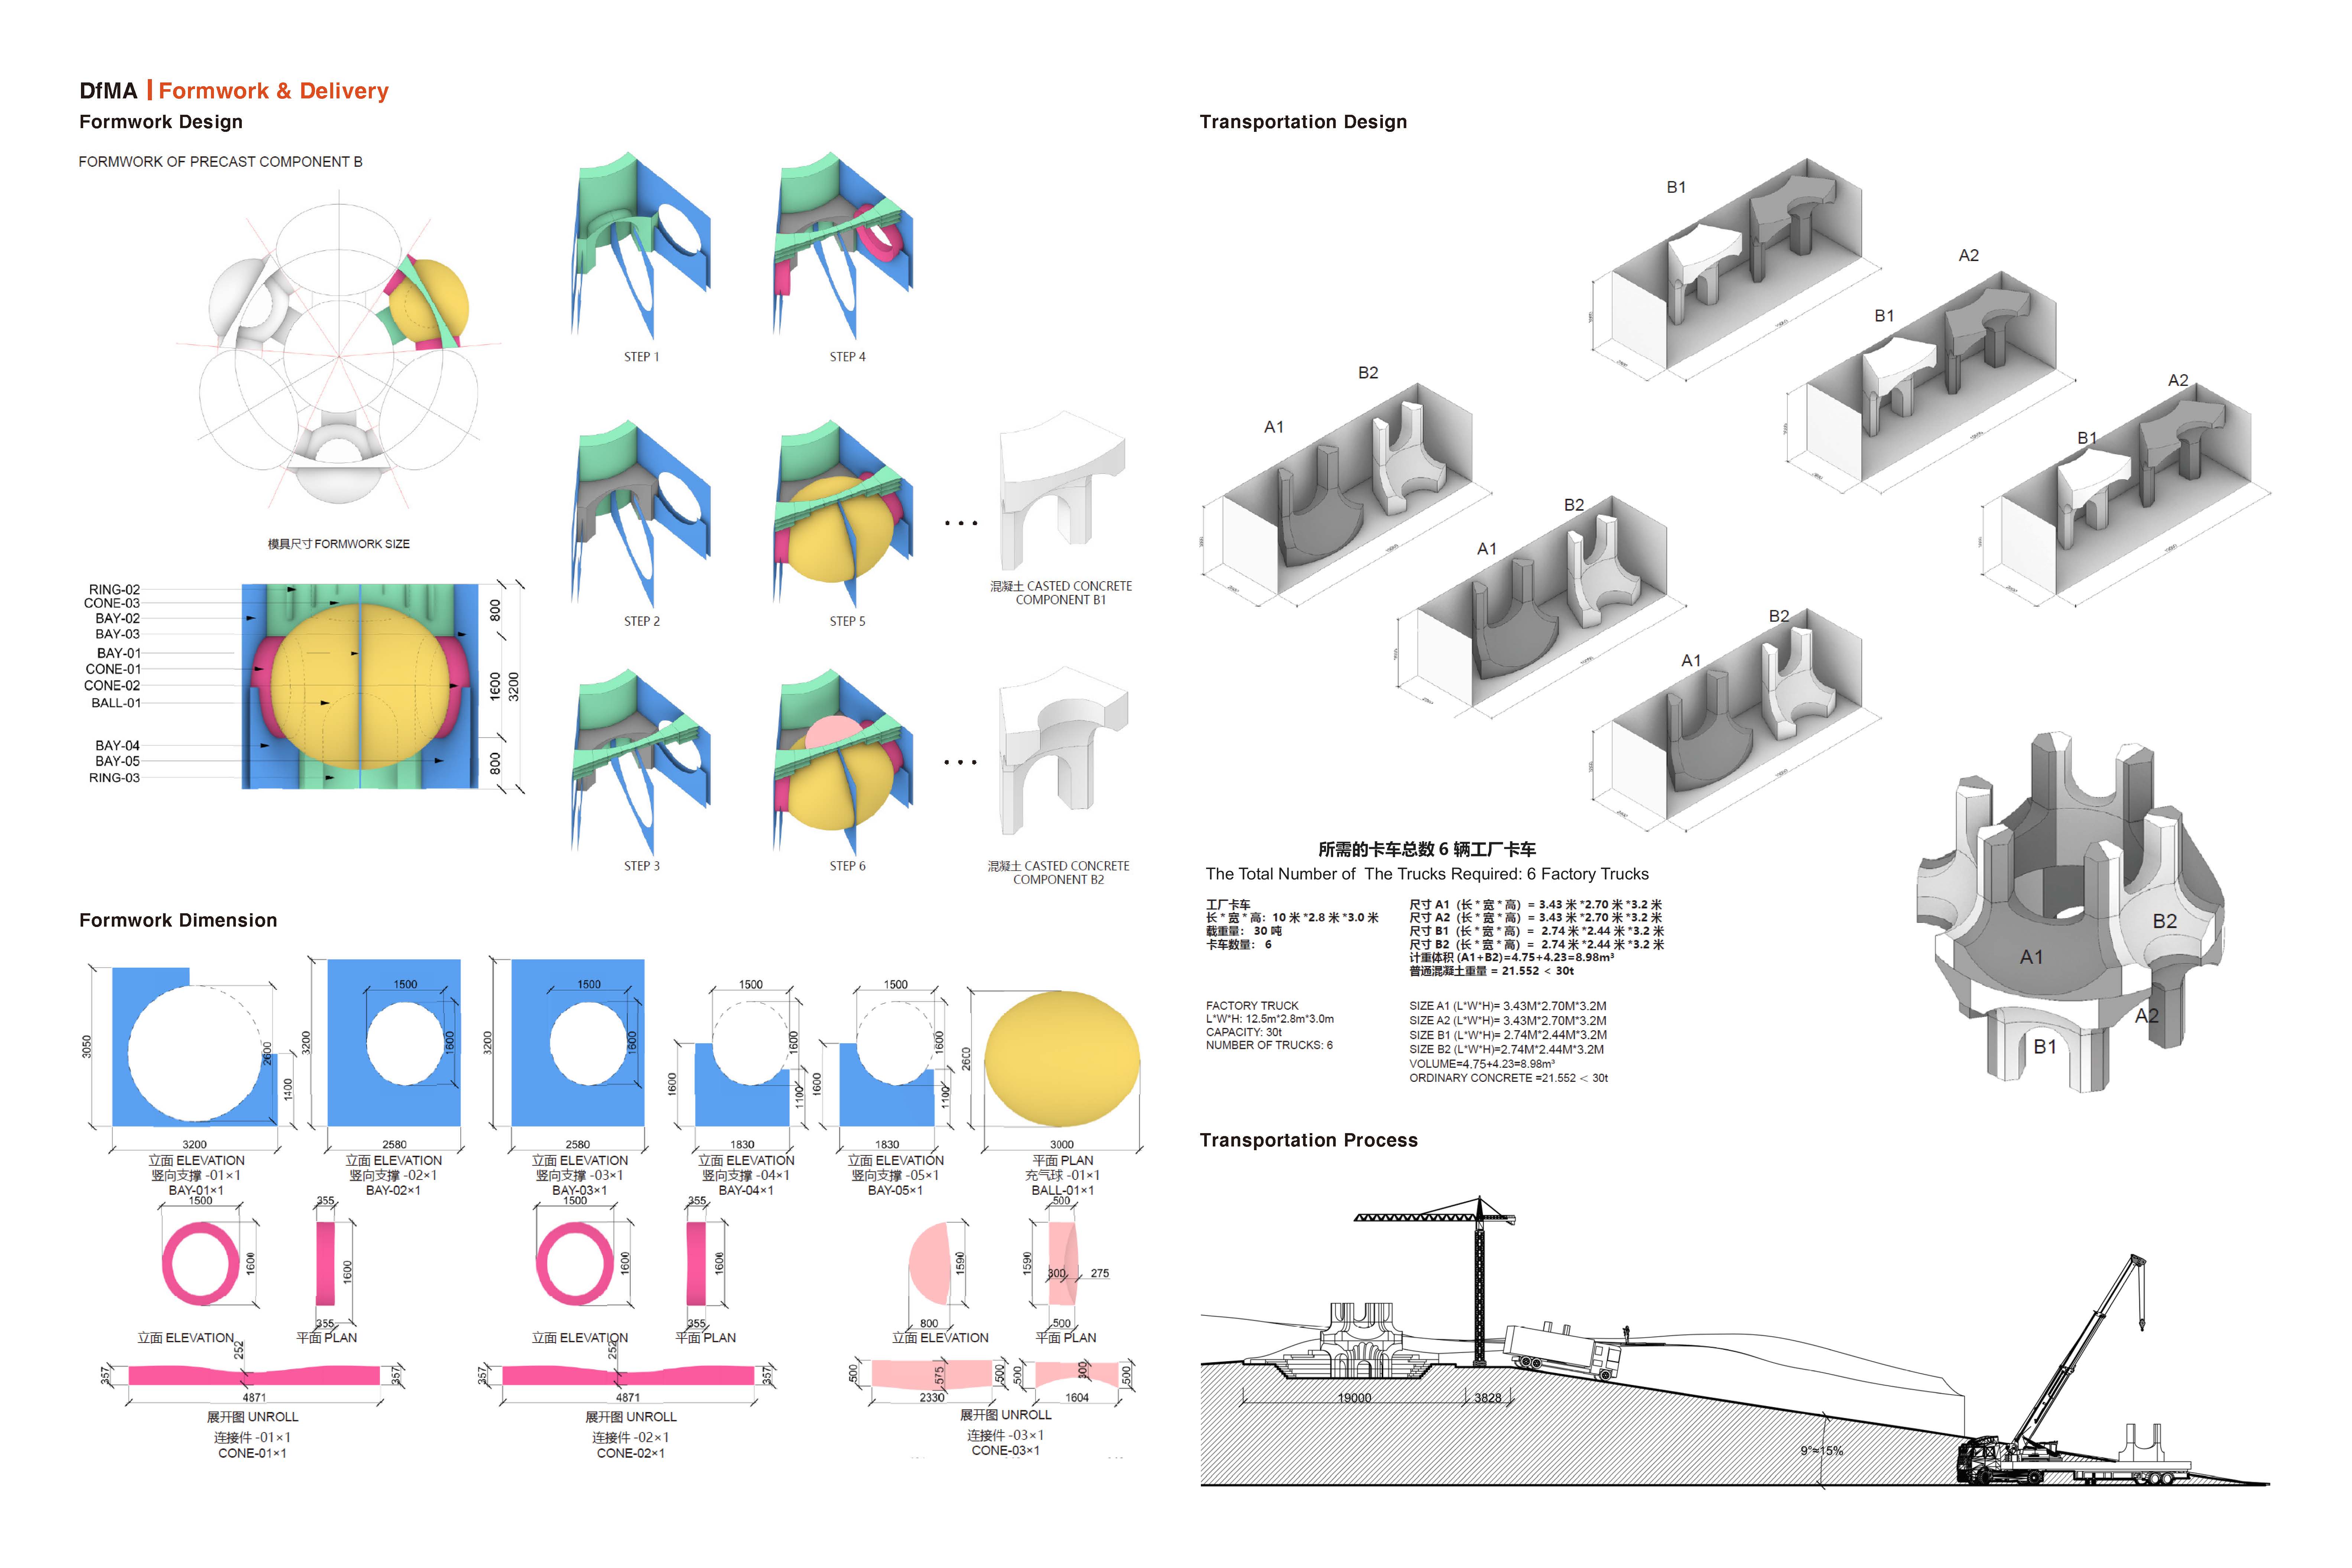 DfMA | Formwork & Delivery
Formwork Design
FORMWORK OF PRECAST COMPONENT B
模具尺寸 FORMWORK SIZE
RING-02
CONE-03
BAY-02
BAY-03
BAY-01
CONE-01
CONE-02
BALL-01
BAY-04
BAY-05
RING-03
800
1600
3200
800
STEP 1
STEP 4
STEP 2
STEP 5
STEP 3
STEP 6
混凝土 CASTED CONCRETE
COMPONENT B1
混凝土 CASTED CONCRETE
COMPONENT B2
Formwork Dimension
3050
2600
1400
3200
立面 ELEVATION
竖向支撑 -01×1
BAY-01×1
3200
1500
1600
2580
立面 ELEVATION
竖向支撑 -02×1
BAY-02×1
3200
1500
1600
2580
立面 ELEVATION
竖向支撑 -03×1
BAY-03×1
1500
1600
1600
1100
1830
立面 ELEVATION
竖向支撑 -04×1
BAY-04×1
1500
1600
1600
1100
1830
立面 ELEVATION
竖向支撑 -05×1
BAY-05×1
2600
3000
平面 PLAN
充气球 -01×1
BALL-01×1
1500
1600
立面 ELEVATION
355
1600
355
平面 PLAN
252
357
357
4871
展开图 UNROLL
连接件 -01×1
CONE-01×1
1500
1600
立面 ELEVATION
355
1600
355
平面 PLAN
252
357
357
4871
展开图 UNROLL
连接件 -02×1
CONE-02×1
1590
800
立面 ELEVATION
500
1590
300
275
500
平面 PLAN
500
575
500
2330
500
300
500
1604
展开图 UNROLL
连接件 -03×1
CONE-03×1
Transportation Design
B1
A2
B1
A2
B1
B2
A1
B2
A1
B2
A1
B2
A1
A2
B1
所需的卡车总数 6 辆工厂卡车
The Total Number of The Trucks Required: 6 Factory Trucks
工厂卡车
长 * 宽 * 高：10 米 *2.8 米 *3.0 米
载重量： 30 吨
卡车数量： 6
尺寸 A1（长 * 宽 * 高）= 3.43 米 *2.70 米 *3.2 米
尺寸 A2（长 * 宽 * 高）= 3.43 米 *2.70 米 *3.2 米
尺寸 B1（长 * 宽 * 高）= 2.74 米 *2.44 米 *3.2 米
尺寸 B2（长 * 宽 * 高）= 2.74 米 *2.44 米 *3.2 米
计重体积 (A1+B2)=4.75+4.23=8.98m³
普通混凝土重量 = 21.552 < 30t
FACTORY TRUCK
L*W*H: 12.5m*2.8m*3.0m
CAPACITY: 30t
NUMBER OF TRUCKS: 6
SIZE A1 (L*W*H)= 3.43M*2.70M*3.2M
SIZE A2 (L*W*H)= 3.43M*2.70M*3.2M
SIZE B1 (L*W*H)= 2.74M*2.44M*3.2M
SIZE B2 (L*W*H)=2.74M*2.44M*3.2M
VOLUME=4.75+4.23=8.98m³
ORDINARY CONCRETE =21.552 < 30t
Transportation Process
19000
3828
9°≈15%